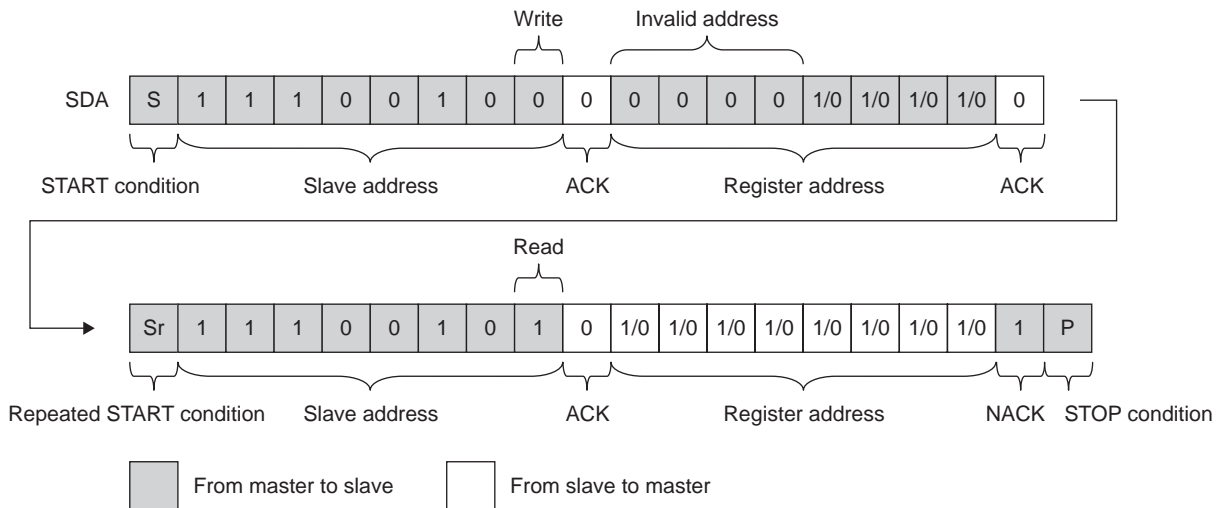 Write Invalid address
SDA S 1 1 1 0 0 1 0 0 0 0 0 0 0 1/0 1/0 1/0 1/0 0
START condition Slave address ACK Register address ACK
Read
Sr 1 1 1 0 0 1 0 1 0 1/0 1/0 1/0 1/0 1/0 1/0 1/0 1/0 1 P
Repeated START condition Slave address ACK Register address NACK STOP condition
From master to slave From slave to master